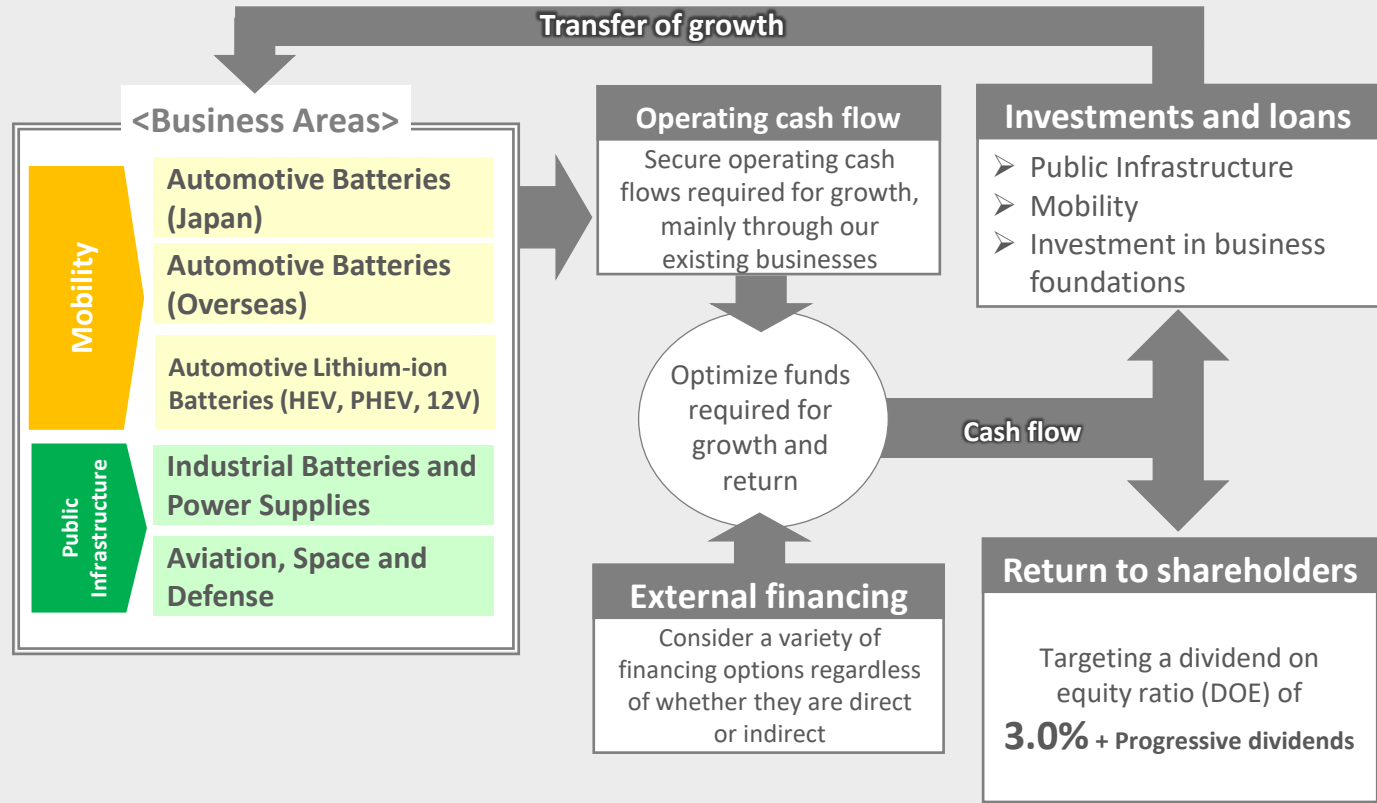 Transfer of growth
<Business Areas>
Mobility
Automotive Batteries
(Japan)
Automotive Batteries
(Overseas)
Automotive Lithium-ion
Batteries (HEV, PHEV, 12V)
Public
Infrastructure
Industrial Batteries and
Power Supplies
Aviation, Space and
Defense
Operating cash flow
Secure operating cash
flows required for growth,
mainly through our
existing businesses
Optimize funds
required for
growth and
return
External financing
Consider a variety of
financing options regardless
of whether they are direct
or indirect
Cash flow
Investments and loans
➢ Public Infrastructure
➢ Mobility
➢ Investment in business
foundations
Return to shareholders
Targeting a dividend on
equity ratio (DOE) of
3.0% + Progressive dividends